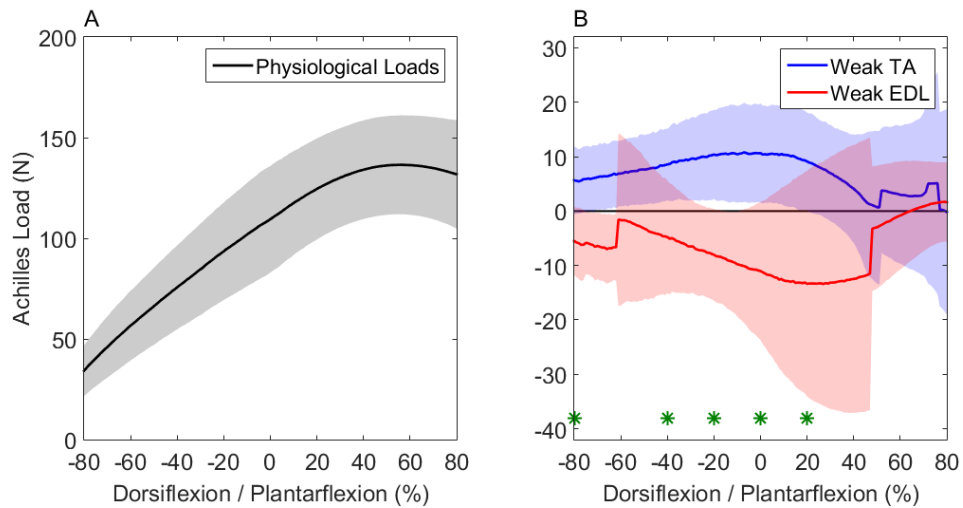 A
Achilles Load (N)
200
150
100
50
0
Physiological Loads
-80 -60 -40 -20 0 20 40 60 80
Dorsiflexion / Plantarflexion (%)
B
30
20
10
0
-10
-20
-30
-40
Weak TA
Weak EDL
-80 -60 -40 -20 0 20 40 60 80
Dorsiflexion / Plantarflexion (%)